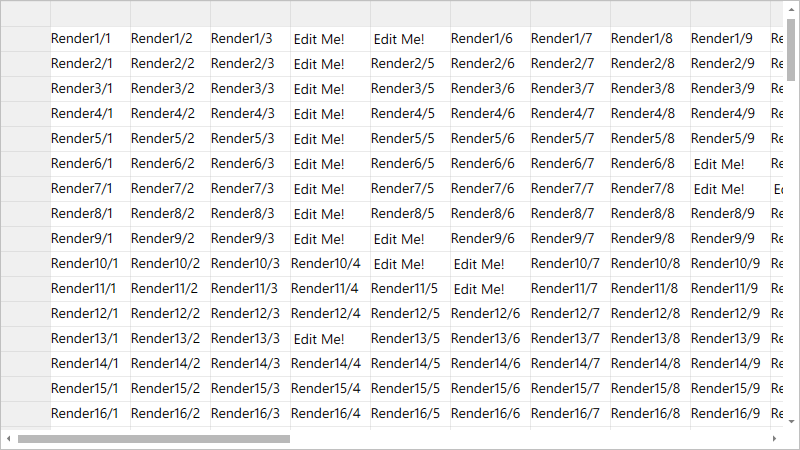 Render1/1 Render1/2 Render1/3 Edit Me! Edit Me! Render1/6 Render1/7 Render1/8 Render1/9 Re
Render2/1 Render2/2 Render2/3 Edit Me! Render2/5 Render2/6 Render2/7 Render2/8 Render2/9 Re
Render3/1 Render3/2 Render3/3 Edit Me! Render3/5 Render3/6 Render3/7 Render3/8 Render3/9 Re
Render4/1 Render4/2 Render4/3 Edit Me! Render4/5 Render4/6 Render4/7 Render4/8 Render4/9 Re
Render5/1 Render5/2 Render5/3 Edit Me! Render5/5 Render5/6 Render5/7 Render5/8 Render5/9 Re
Render6/1 Render6/2 Render6/3 Edit Me! Render6/5 Render6/6 Render6/7 Render6/8 Edit Me! Re
Render7/1 Render7/2 Render7/3 Edit Me! Render7/5 Render7/6 Render7/7 Render7/8 Edit Me! E
Render8/1 Render8/2 Render8/3 Edit Me! Render8/5 Render8/6 Render8/7 Render8/8 Render8/9 Re
Render9/1 Render9/2 Render9/3 Edit Me! Edit Me! Render9/6 Render9/7 Render9/8 Render9/9 Re
Render10/1 Render10/2 Render10/3 Render10/4 Edit Me! Edit Me! Render10/7 Render10/8 Render10/9 Re
Render11/1 Render11/2 Render11/3 Render11/4 Render11/5 Edit Me! Render11/7 Render11/8 Render11/9 Re
Render12/1 Render12/2 Render12/3 Render12/4 Render12/5 Render12/6 Render12/7 Render12/8 Render12/9 Re
Render13/1 Render13/2 Render13/3 Edit Me! Render13/5 Render13/6 Render13/7 Render13/8 Render13/9 Re
Render14/1 Render14/2 Render14/3 Render14/4 Render14/5 Render14/6 Render14/7 Render14/8 Render14/9 Re
Render15/1 Render15/2 Render15/3 Render15/4 Render15/5 Render15/6 Render15/7 Render15/8 Render15/9 Re
Render16/1 Render16/2 Render16/3 Render16/4 Render16/5 Render16/6 Render16/7 Render16/8 Render16/9 Re